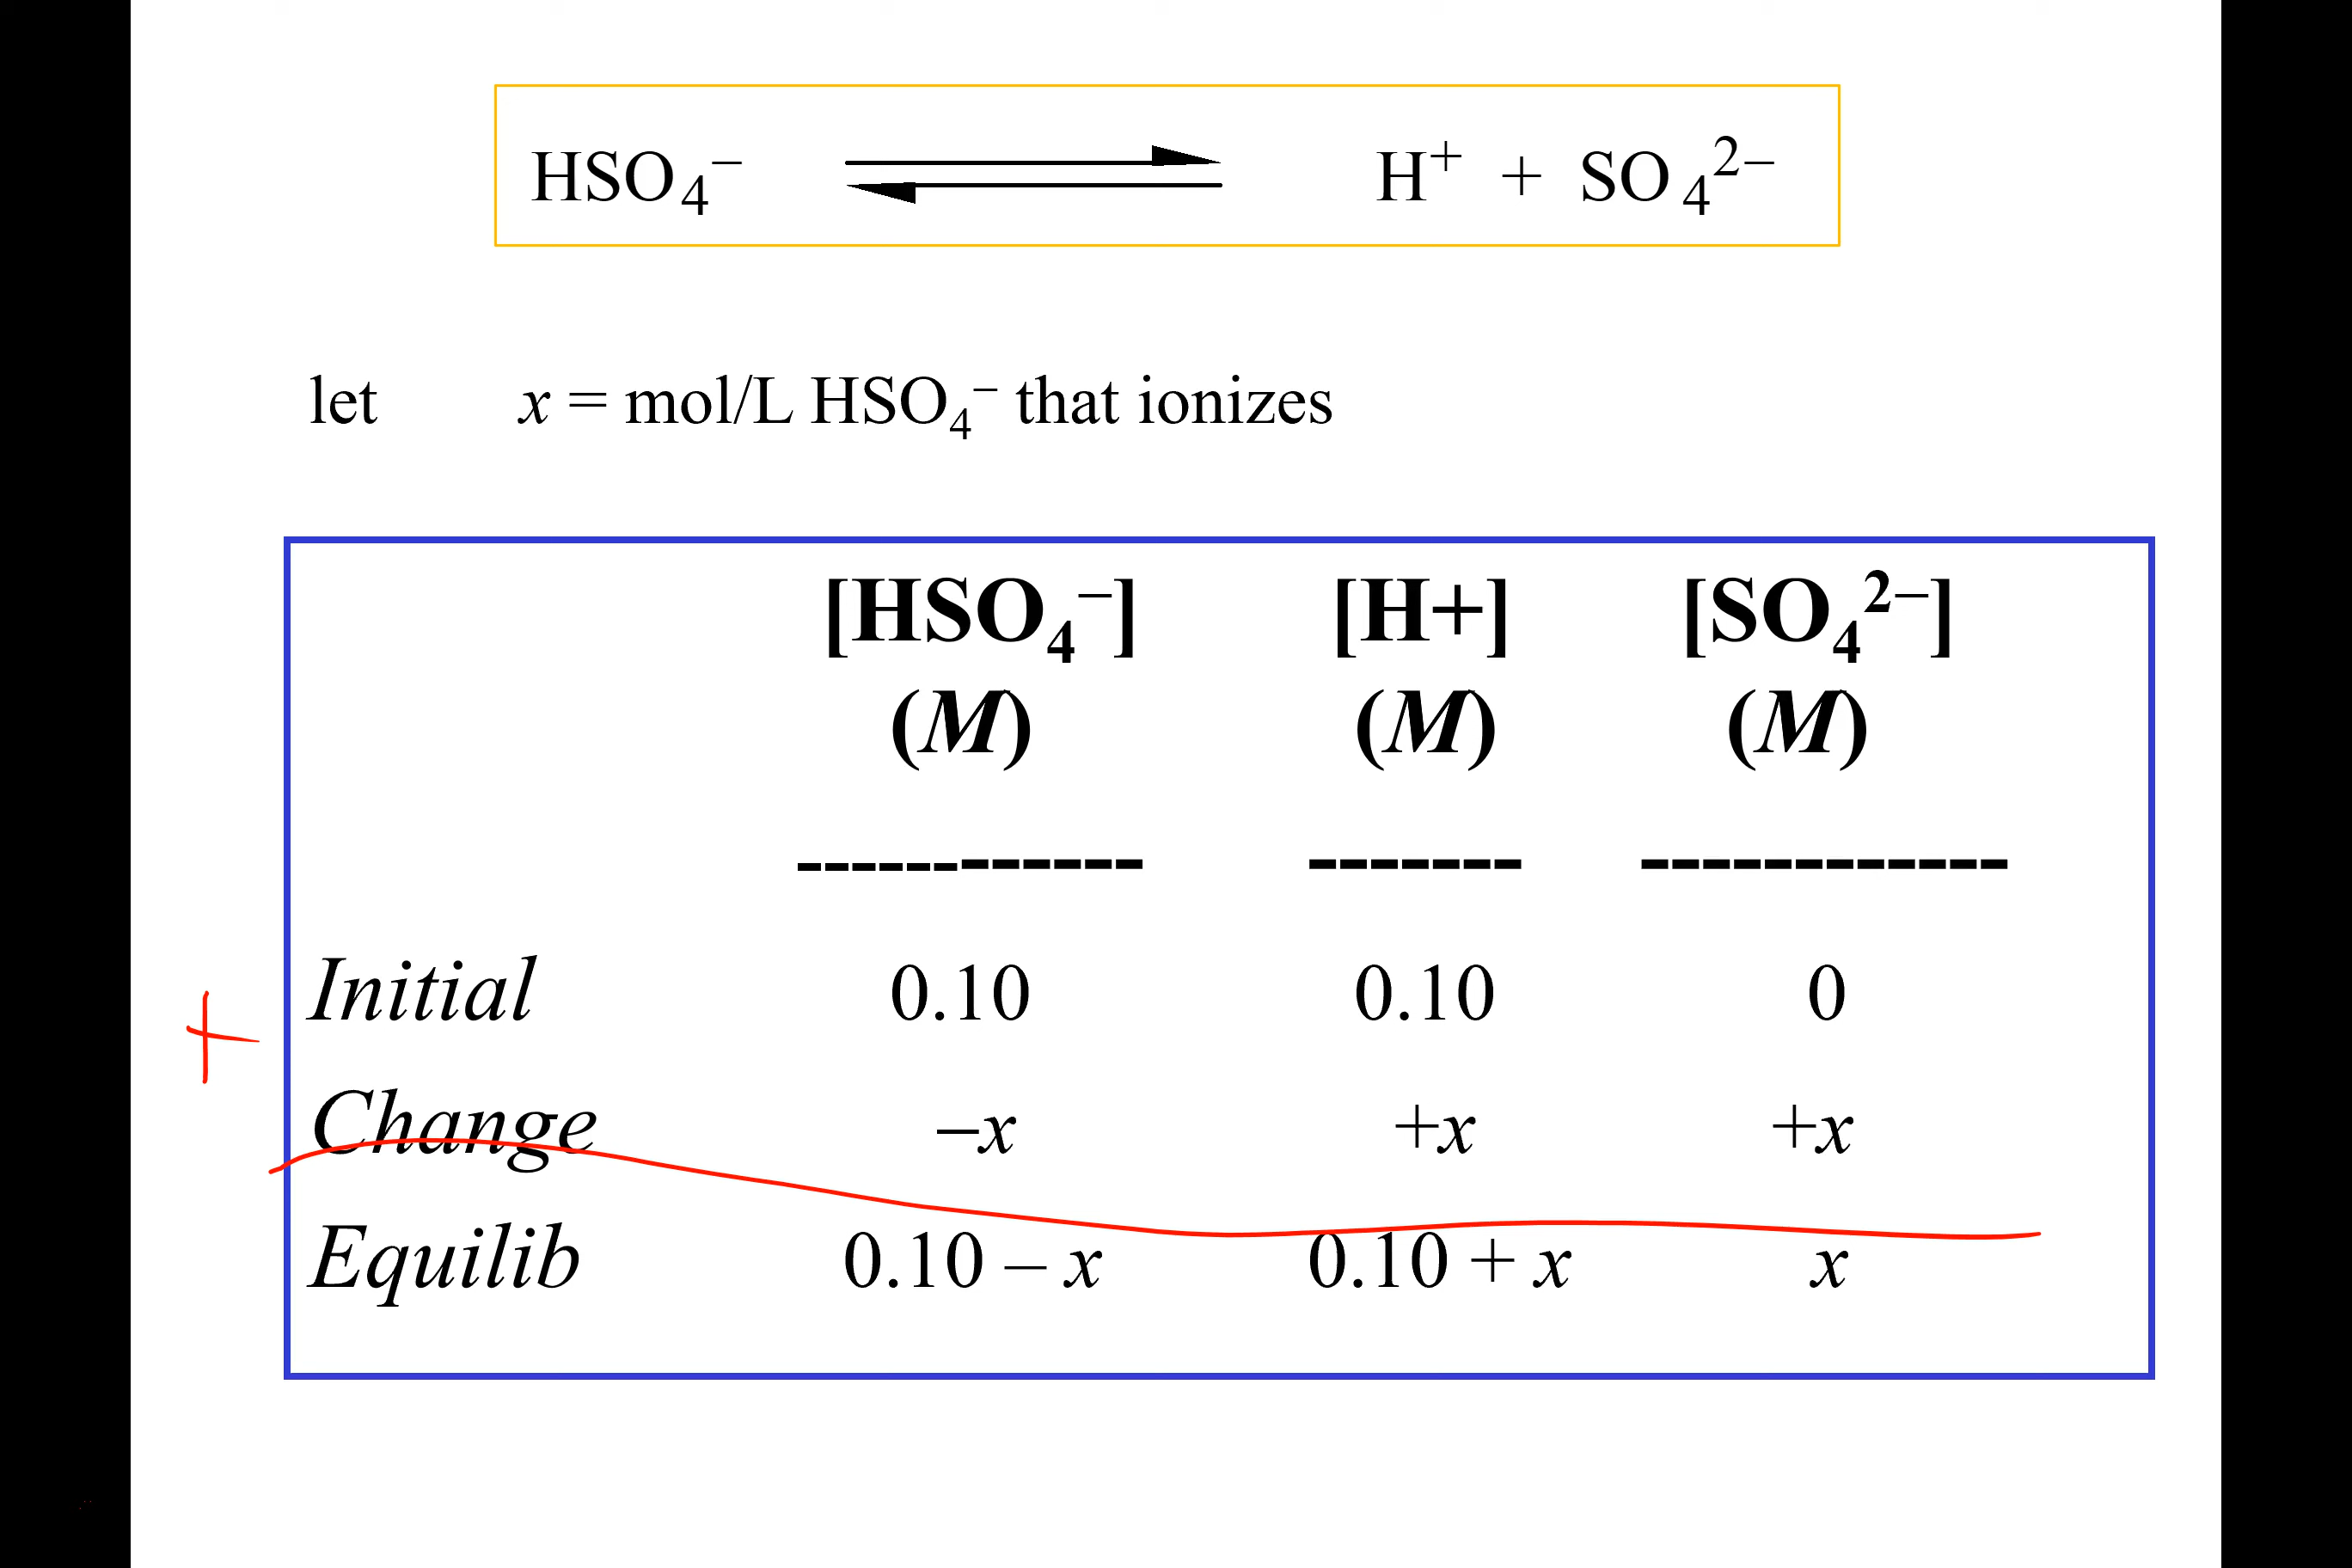 HSO₄⁻ ⇌ H⁺ + SO₄²⁻
let x = mol/L HSO₄⁻ that ionizes
[HSO₄⁻] [H+] [SO₄²⁻]
(M) (M) (M)
------------ ------- ------------
Initial 0.10 0.10 0
+
Change –x +x +x
Equilib 0.10 – x 0.10 + x x